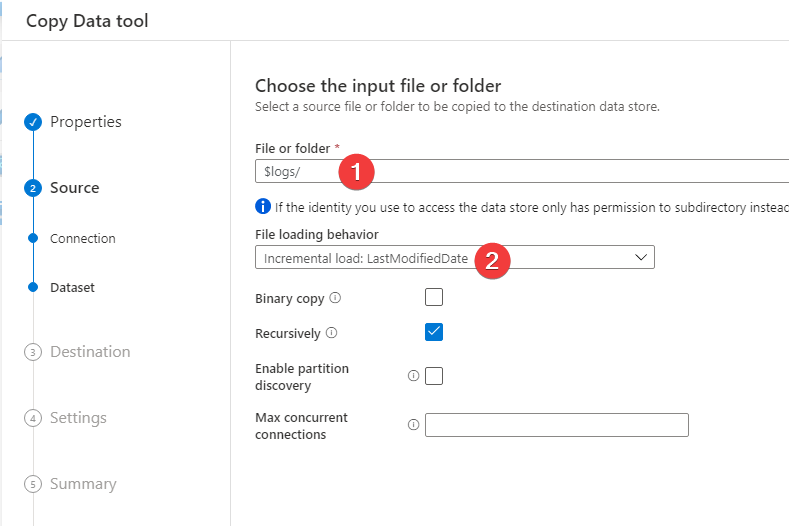 Copy Data tool
Properties
2 Source
Connection
Dataset
3 Destination
4 Settings
5 Summary
Choose the input file or folder
Select a source file or folder to be copied to the destination data store.
File or folder *
$logs/ 1
If the identity you use to access the data store only has permission to subdirectory instead
File loading behavior
Incremental load: LastModifiedDate 2
Binary copy
Recursively
Enable partition
discovery
Max concurrent
connections